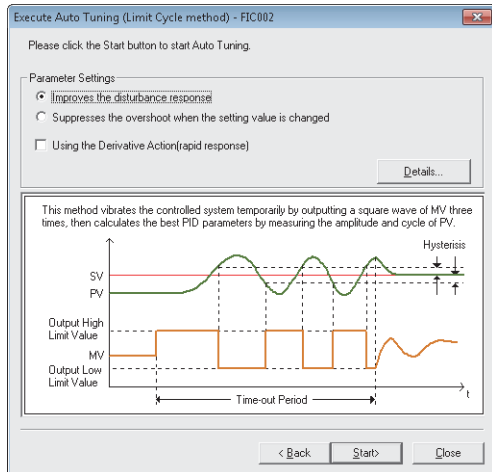 Execute Auto Tuning (Limit Cycle method) - FIC002
Please click the Start button to start Auto Tuning.
Parameter Settings
Improves the disturbance response
Suppresses the overshoot when the setting value is changed
Using the Derivative Action(rapid response)
Details...
This method vibrates the controlled system temporarily by outputting a square wave of MV three
times, then calculates the best PID parameters by measuring the amplitude and cycle of PV.
Hysterisis
SV
PV
Output High
Limit Value
MV
Output Low
Limit Value
t
Time-out Period
< Back
Start>
Close